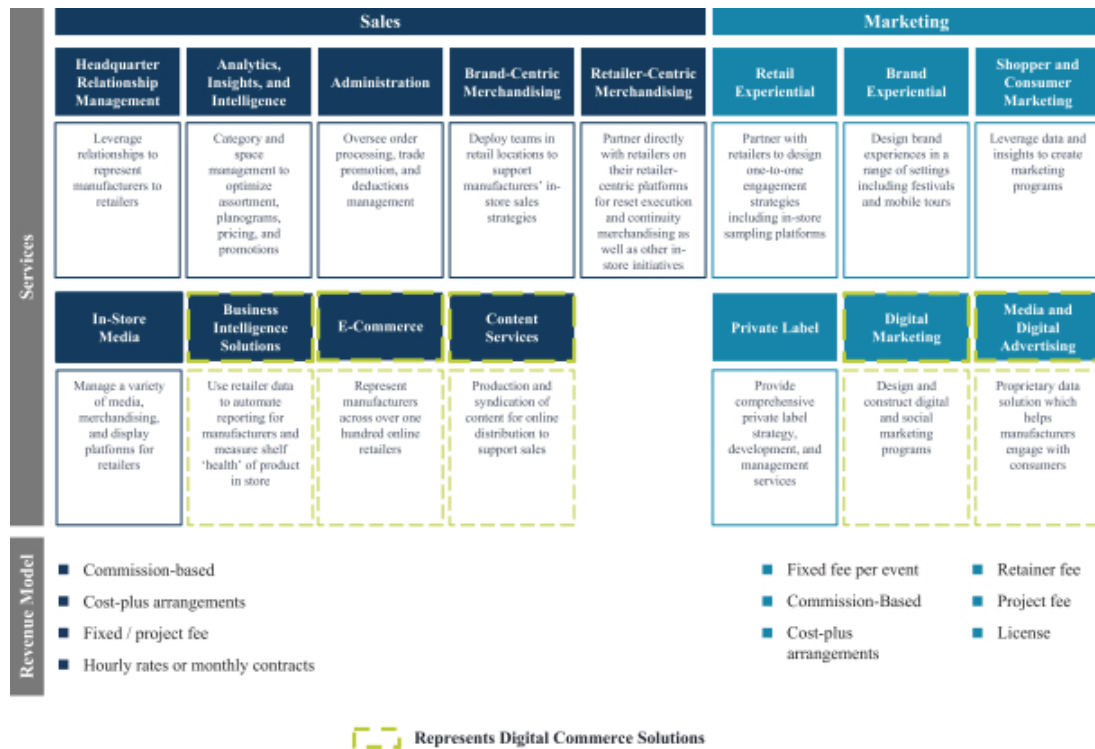 Sales
Marketing
Headquarter
Relationship
Management
Analytics,
Insights, and
Intelligence
Administration
Brand-Centric
Merchandising
Retailer-Centric
Merchandising
Retail
Experiential
Brand
Experiential
Shopper and
Consumer
Marketing
Leverage
relationships to
represent
manufacturers to
retailers
Category and
space
management to
optimize
assortment,
planograms,
pricing, and
promotions
Oversee order
processing, trade
promotion, and
deductions
management
Deploy teams in
retail locations to
support
manufacturers' in-
store sales
strategies
Partner directly
with retailers on
their retailer-
centric platforms
for reset execution
and continuity
merchandising as
well as other in-
store initiatives
Partner with
retailers to design
one-to-one
engagement
strategies
including in-store
sampling platforms
Design brand
experiences in a
range of settings
including festivals
and mobile tours
Leverage data and
insights to create
marketing
programs
Services
In-Store
Media
Business
Intelligence
Solutions
E-Commerce
Content
Services
Private Label
Digital
Marketing
Media and
Digital
Advertising
Manage a variety
of media,
merchandising,
and display
platforms for
retailers
Use retailer data
to automate
reporting for
manufacturers and
measure shelf
'health' of product
in store
Represent
manufacturers
across over one
hundred online
retailers
Production and
syndication of
content for online
distribution to
support sales
Provide
comprehensive
private label
strategy,
development, and
management
services
Design and
construct digital
and social
marketing
programs
Proprietary data
solution which
helps
manufacturers
engage with
consumers
Revenue Model
Commission-based
Cost-plus arrangements
Fixed / project fee
Hourly rates or monthly contracts
Fixed fee per event
Commission-Based
Cost-plus
arrangements
Retainer fee
Project fee
License
Represents Digital Commerce Solutions